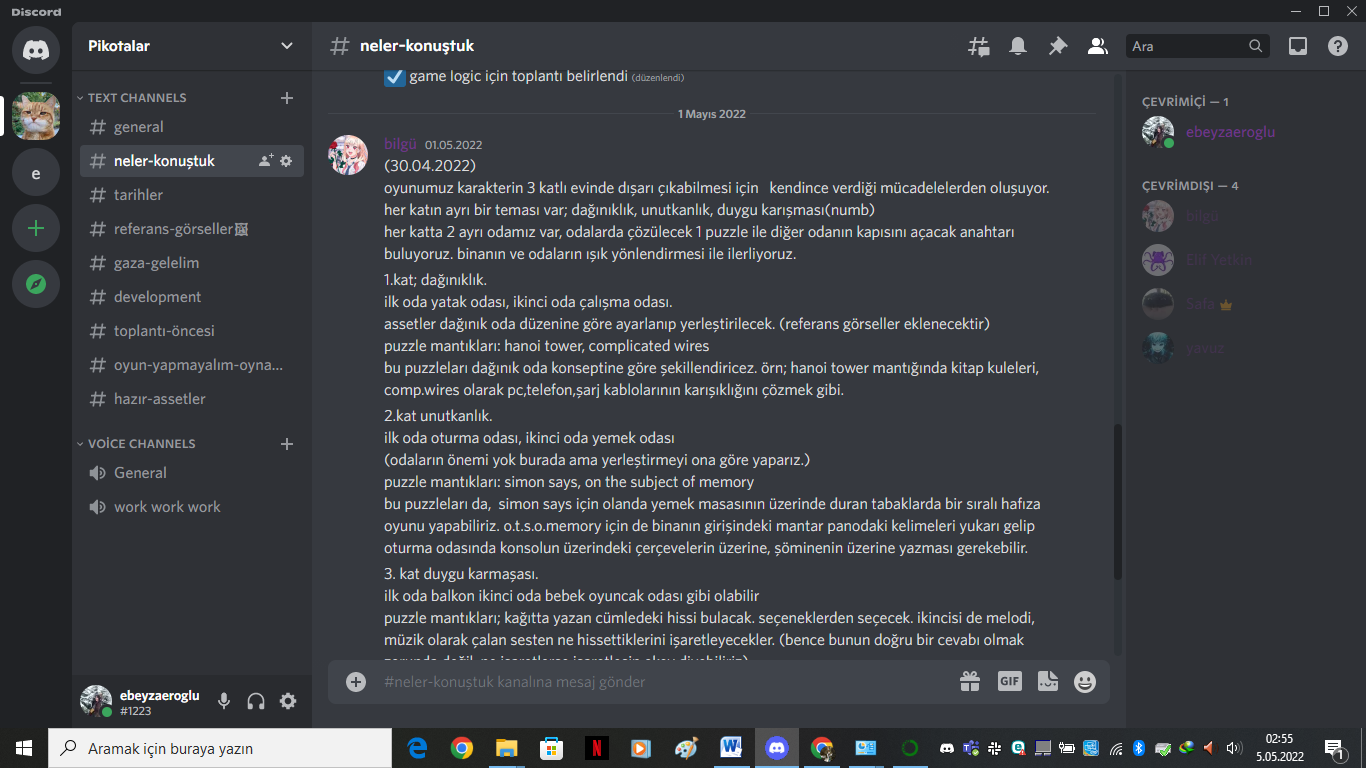 Discord
Pikotalar
neler-konuştuk
Ara
TEXT CHANNELS
general
neler-konuştuk
tarihler
referans-görseller
gaza-gelelim
development
toplantı-öncesi
oyun-yapmayalım-oyna...
hazır-assetler
VOİCE CHANNELS
General
work work work
e
ebeyzaeroglu
#1223
game logic için toplantı belirlendi (düzenlendi)
1 Mayıs 2022
bilgü 01.05.2022
(30.04.2022)
oyunumuz karakterin 3 katlı evinde dışarı çıkabilmesi için kendince verdiği mücadelelerden oluşuyor.
her katın ayrı bir teması var; dağınıklık, unutkanlık, duygu karışması(numb)
her katta 2 ayrı odamız var, odalarda çözülecek 1 puzzle ile diğer odanın kapısını açacak anahtarı
buluyoruz. binanın ve odaların ışık yönlendirmesi ile ilerliyoruz.
1.kat; dağınıklık.
ilk oda yatak odası, ikinci oda çalışma odası.
assetler dağınık oda düzenine göre ayarlanıp yerleştirilecek. (referans görseller eklenecektir)
puzzle mantıkları: hanoi tower, complicated wires
bu puzzleları dağınık oda konseptine göre şekillendiricez. örn; hanoi tower mantığında kitap kuleleri,
comp.wires olarak pc,telefon,şarj kablolarının karışıklığını çözmek gibi.
2.kat unutkanlık.
ilk oda oturma odası, ikinci oda yemek odası
(odaların önemi yok burada ama yerleştirmeyi ona göre yaparız.)
puzzle mantıkları: simon says, on the subject of memory
bu puzzleları da, simon says için olanda yemek masasının üzerinde duran tabaklarda bir sıralı hafıza
oyunu yapabiliriz. o.t.s.o.memory için de binanın girişindeki mantar panodaki kelimeleri yukarı gelip
oturma odasında konsolun üzerindeki çerçevelerin üzerine, şöminenin üzerine yazması gerekebilir.
3. kat duygu karmaşası.
ilk oda balkon ikinci oda bebek oyuncak odası gibi olabilir
puzzle mantıkları; kağıtta yazan cümledeki hissi bulacak. seçeneklerden seçecek. ikincisi de melodi,
müzik olarak çalan sesten ne hissettiklerini işaretleyecekler. (bence bunun doğru bir cevabı olmak
#neler-konuştuk kanalına mesaj gönder
GIF
ÇEVRİMİÇİ — 1
ebeyzaeroglu
ÇEVRİMDIŞI — 4
bilgü
Elif Yetkin
Safa
yavuz
Aramak için buraya yazın
02:55
5.05.2022
1